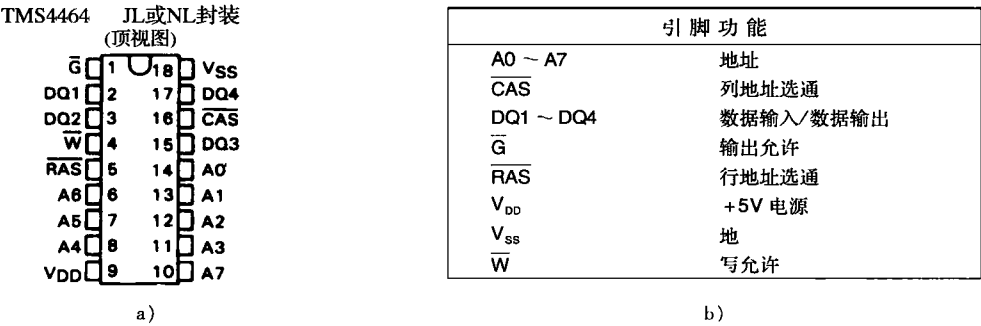 TMS4464 JL或NL封装
(顶视图)
G̅ 1 18 VSS
DQ1 2 17 DQ4
DQ2 3 16 C̅A̅S̅
W̅ 4 15 DQ3
R̅A̅S̅ 5 14 A0
A6 6 13 A1
A5 7 12 A2
A4 8 11 A3
VDD 9 10 A7
a)
引脚功能
A0 ~ A7 地址
C̅A̅S̅ 列地址选通
DQ1 ~ DQ4 数据输入/数据输出
G̅ 输出允许
R̅A̅S̅ 行地址选通
VDD +5V 电源
VSS 地
W̅ 写允许
b)